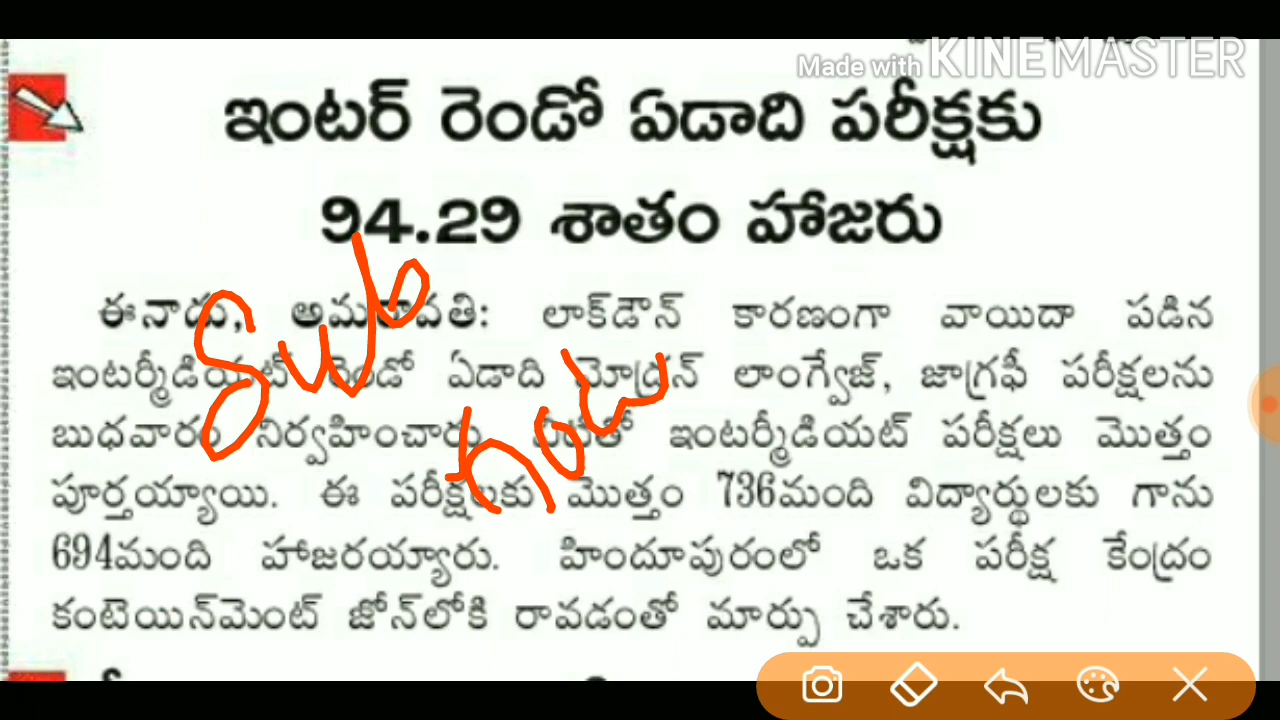 Made with KINEMASTER
ఇంటర్ రెండో ఏడాది పరీక్షకు
94.29 శాతం హాజరు
ఈనాడు, అమరావతి: లాక్‌డౌన్ కారణంగా వాయిదా పడిన
ఇంటర్మీడియట్ రెండో ఏడాది మోడ్రన్ లాంగ్వేజ్, జాగ్రఫీ పరీక్షలను
బుధవారం నిర్వహించారు. ఇంటర్మీడియట్ పరీక్షలు మొత్తం
పూర్తయ్యాయి. ఈ పరీక్షలకు మొత్తం 736మంది విద్యార్థులకు గాను
694మంది హాజరయ్యారు. హిందూపురంలో ఒక పరీక్ష కేంద్రం
కంటెయిన్‌మెంట్ జోన్‌లోకి రావడంతో మార్పు చేశారు.
Sub